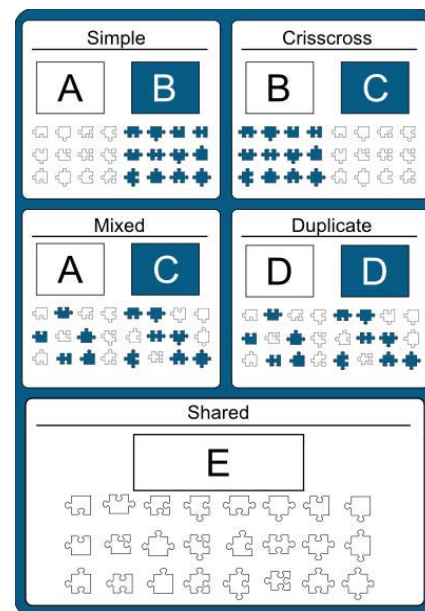 Simple
A B
Crisscross
B C
Mixed
A C
Duplicate
D D
Shared
E